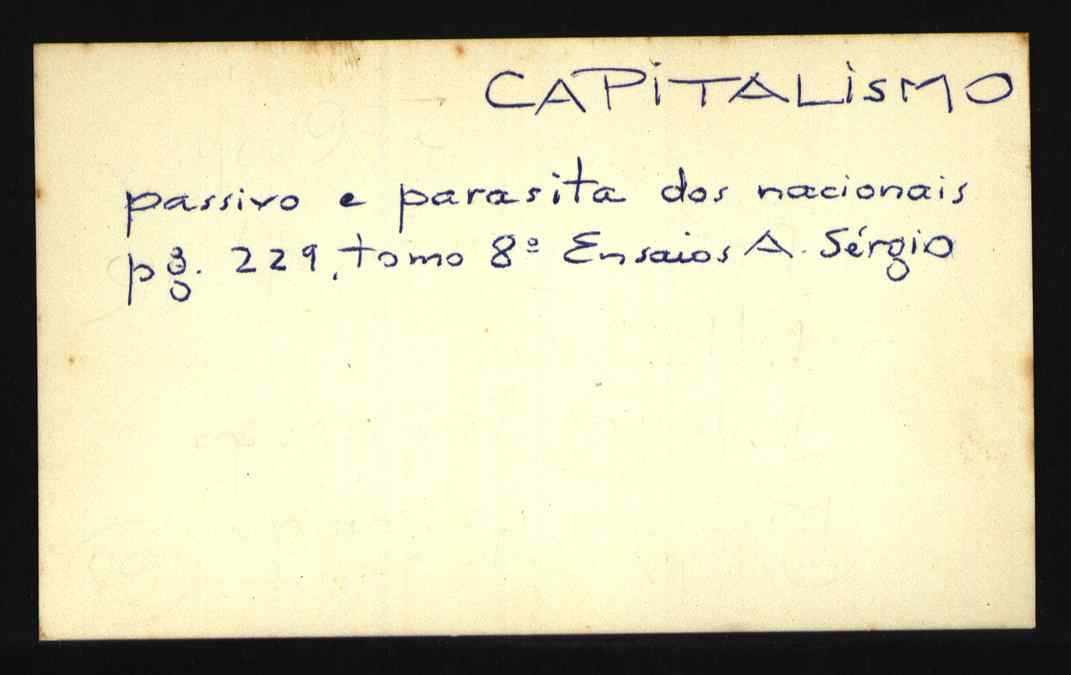 CAPiTALiSMO
passivo e parasita dos nacionais
pg. 229, tomo 8º Ensaios A. Sérgio